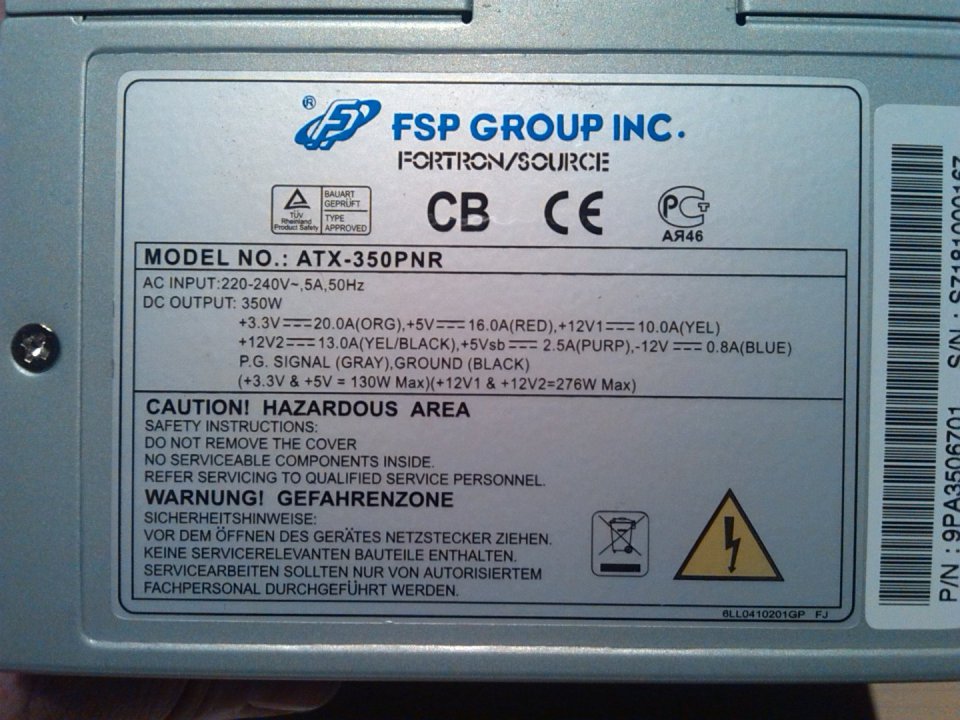 ® FSP GROUP INC.
FORTRON/SOURCE
TÜV Rheinland Product Safety
BAUART GEPRÜFT
TYPE APPROVED
CB CE PCT
АЯ46
MODEL NO.: ATX-350PNR
AC INPUT:220-240V~,5A,50Hz
DC OUTPUT: 350W
+3.3V⎓20.0A(ORG),+5V⎓16.0A(RED),+12V1⎓10.0A(YEL)
+12V2⎓13.0A(YEL/BLACK),+5Vsb⎓2.5A(PURP),-12V⎓0.8A(BLUE)
P.G. SIGNAL (GRAY),GROUND (BLACK)
(+3.3V & +5V = 130W Max)(+12V1 & +12V2=276W Max)
CAUTION! HAZARDOUS AREA
SAFETY INSTRUCTIONS:
DO NOT REMOVE THE COVER
NO SERVICEABLE COMPONENTS INSIDE.
REFER SERVICING TO QUALIFIED SERVICE PERSONNEL.
WARNUNG! GEFAHRENZONE
SICHERHEITSHINWEISE:
VOR DEM ÖFFNEN DES GERÄTES NETZSTECKER ZIEHEN.
KEINE SERVICERELEVANTEN BAUTEILE ENTHALTEN.
SERVICEARBEITEN SOLLTEN NUR VON AUTORISIERTEM
FACHPERSONAL DURCHGEFÜHRT WERDEN.
6LL0410201GP FJ
P/N : 9PA3506701 S/N : S7181000167